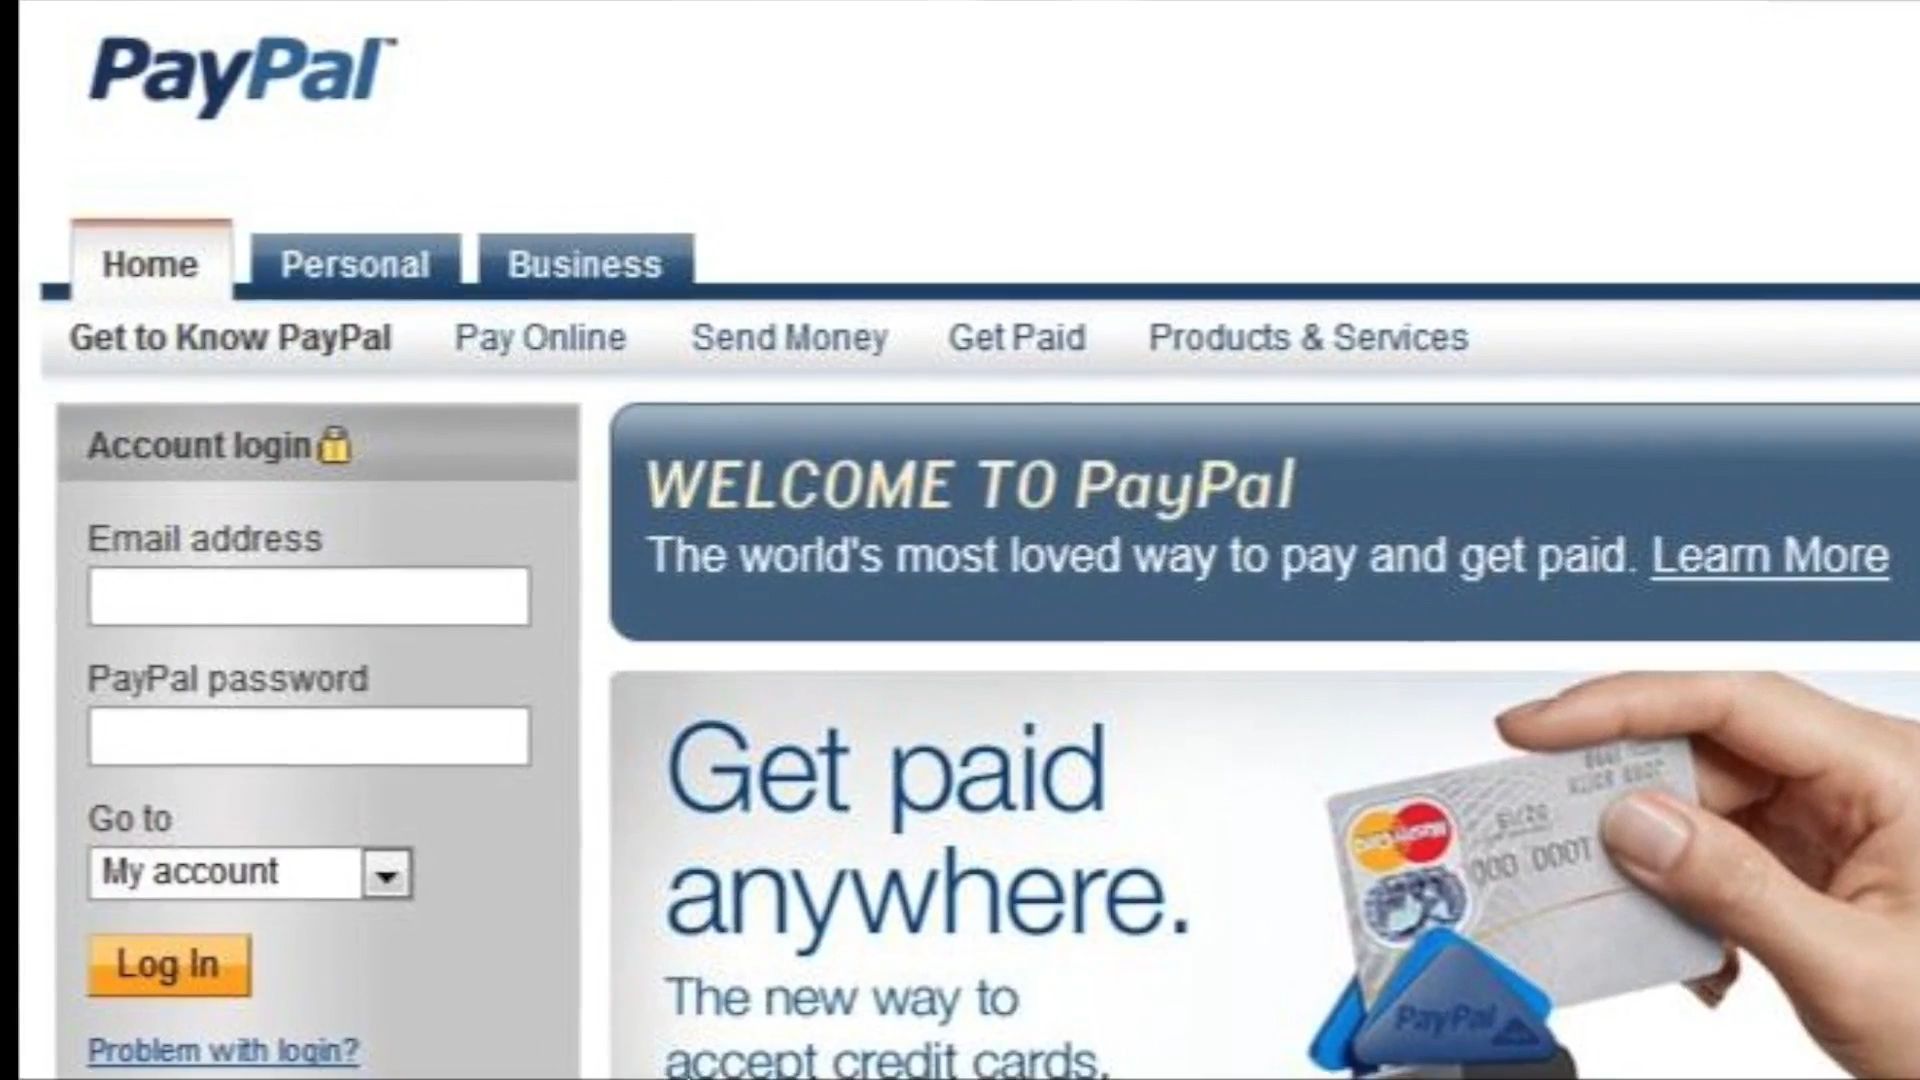 PayPal™
Home Personal Business
Get to Know PayPal Pay Online Send Money Get Paid Products & Services
Account login
Email address
PayPal password
Go to
My account
Log In
Problem with login?
WELCOME TO PayPal
The world's most loved way to pay and get paid. Learn More
Get paid
anywhere.
The new way to
accept credit cards.
PayPal